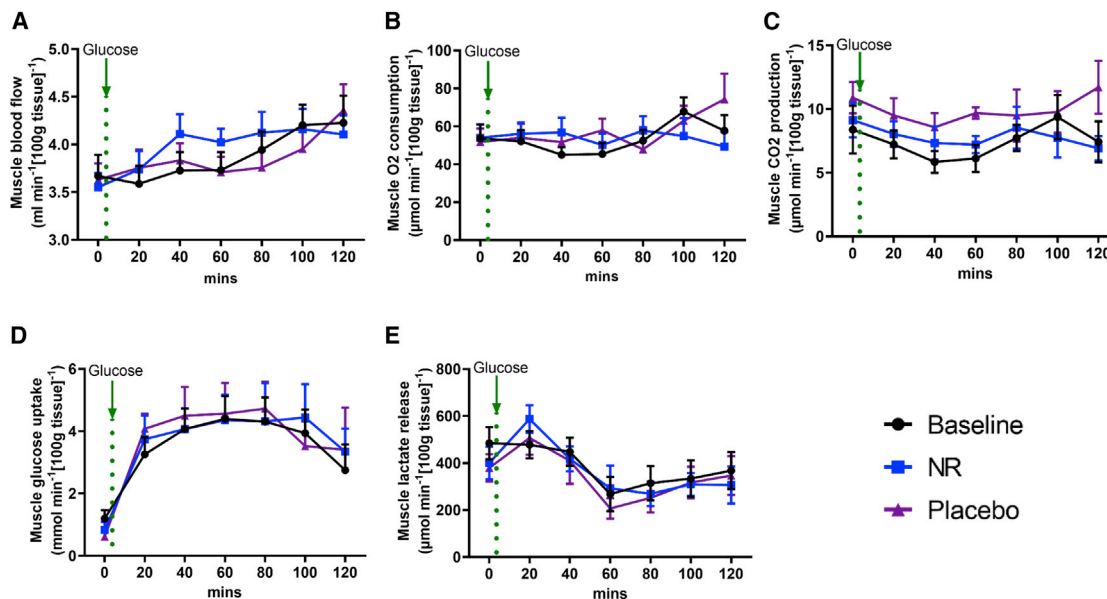 A
Glucose
Muscle blood flow
(ml min⁻¹[100g tissue]⁻¹
5.0
4.5
4.0
3.5
3.0
0 20 40 60 80 100 120
mins
B
Glucose
Muscle O2 consumption
(µmol min⁻¹[100g tissue]⁻¹
100
80
60
40
20
0
0 20 40 60 80 100 120
mins
C
Glucose
Muscle CO2 production
(µmol min⁻¹[100g tissue]⁻¹
15
10
5
0
0 20 40 60 80 100 120
mins
D
Glucose
Muscle glucose uptake
(mmol min⁻¹[100g tissue]⁻¹
6
4
2
0
0 20 40 60 80 100 120
mins
E
Glucose
Muscle lactate release
(µmol min⁻¹[100g tissue]⁻¹
800
600
400
200
0
0 20 40 60 80 100 120
mins
Baseline
NR
Placebo